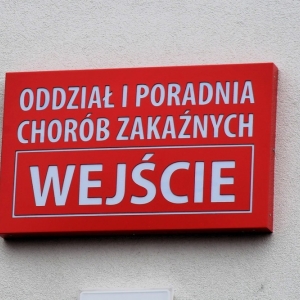 ODDZIAŁ I PORADNIA
CHORÓB ZAKAŹNYCH
WEJŚCIE